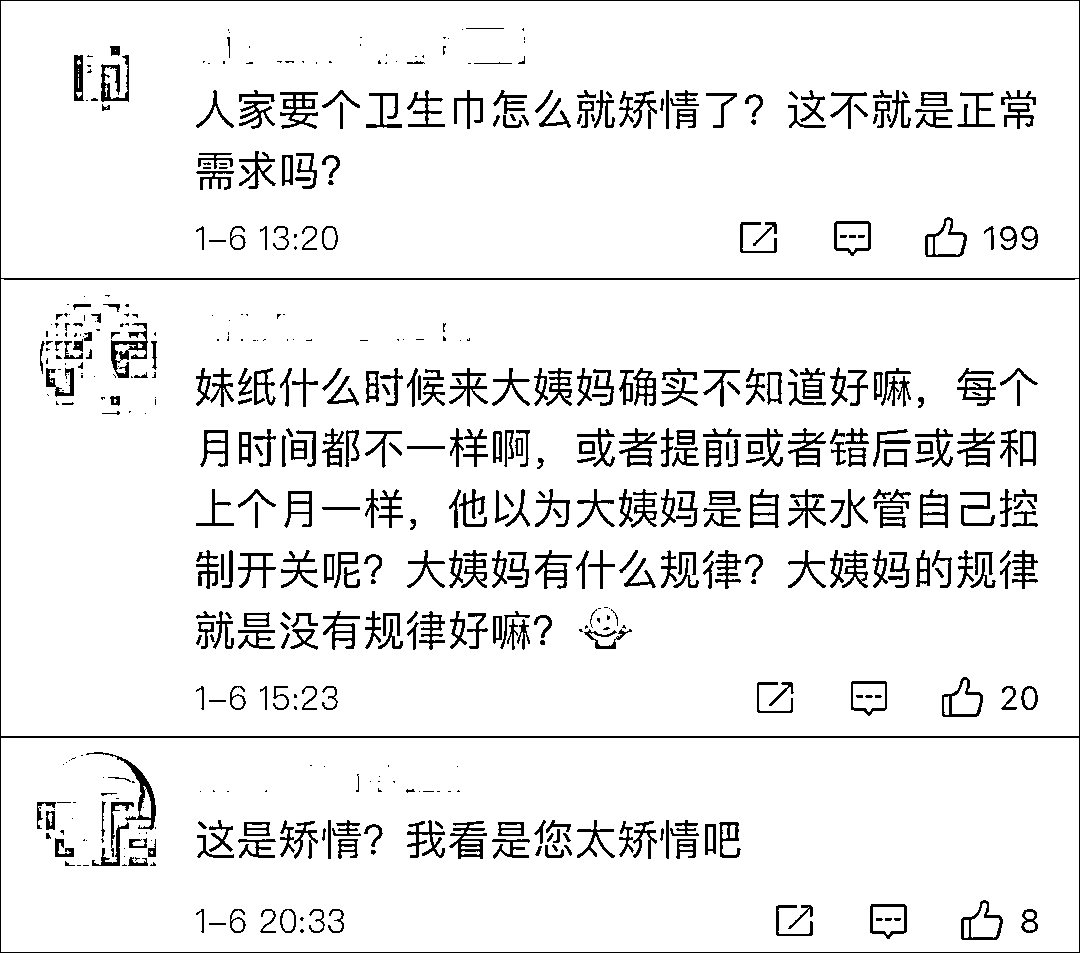 人家要个卫生巾怎么就矫情了？这不就是正常
需求吗？
1-6 13:20
199
妹纸什么时候来大姨妈确实不知道好嘛，每个
月时间都不一样啊，或者提前或者错后或者和
上个月一样，他以为大姨妈是自来水管自己控
制开关呢？大姨妈有什么规律？大姨妈的规律
就是没有规律好嘛？
1-6 15:23
20
这是矫情？我看是您太矫情吧
1-6 20:33
8